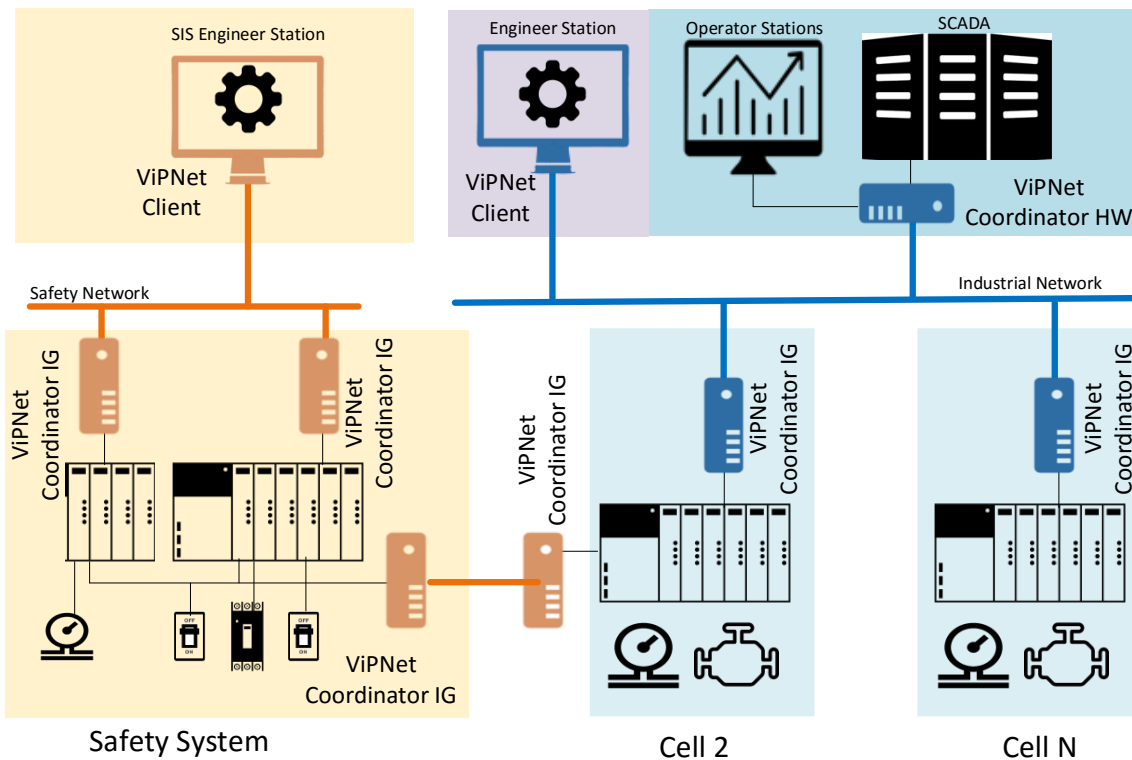 SIS Engineer Station
ViPNet
Client
Engineer Station
ViPNet
Client
Operator Stations
SCADA
ViPNet
Coordinator HW
Safety Network
Industrial Network
ViPNet
Coordinator IG
ViPNet
Coordinator IG
ViPNet
Coordinator IG
ViPNet
Coordinator IG
ViPNet
Coordinator IG
OFF
ON
OFF
ON
ViPNet
Coordinator IG
Safety System
Cell 2
Cell N